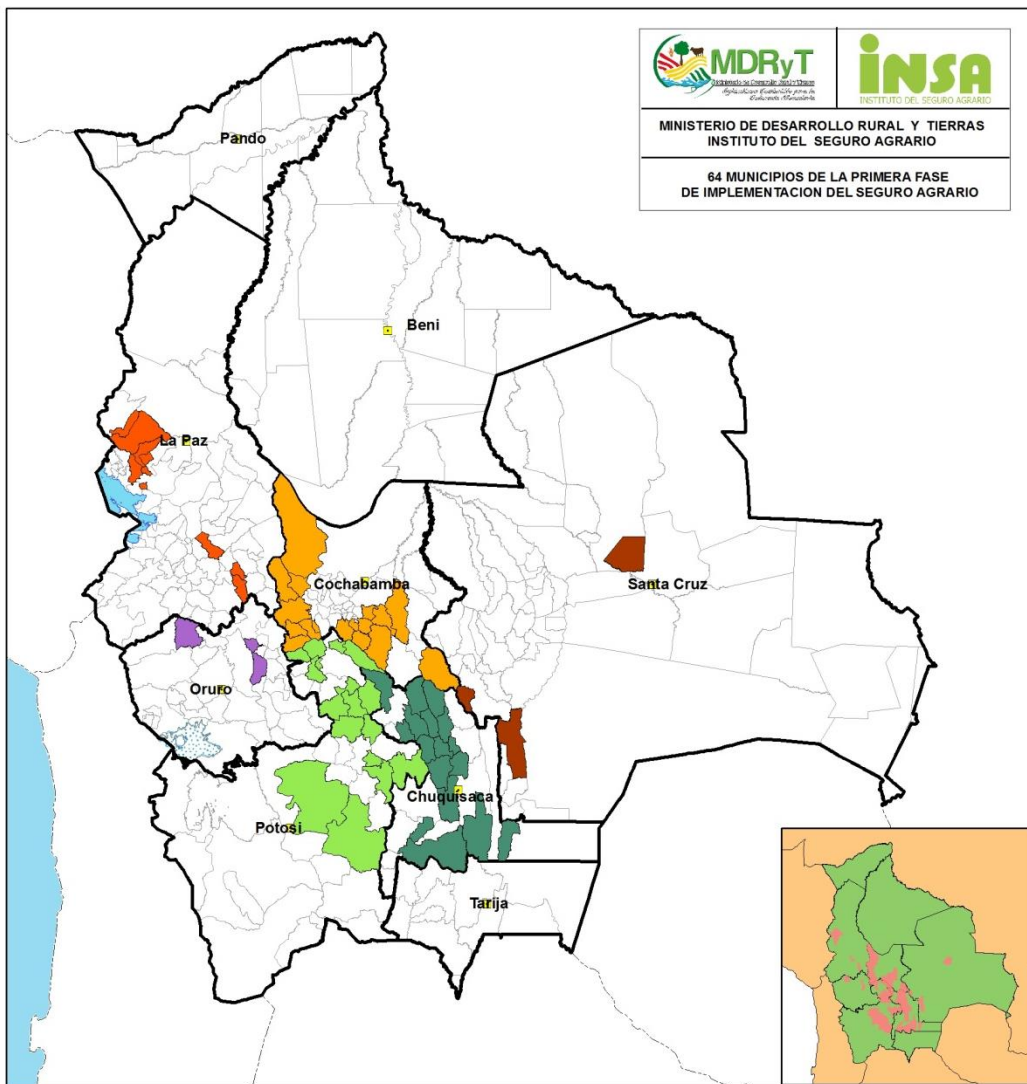 MDRyT
INSA
INSTITUTO DEL SEGURO AGRARIO
MINISTERIO DE DESARROLLO RURAL Y TIERRAS
INSTITUTO DEL SEGURO AGRARIO
64 MUNICIPIOS DE LA PRIMERA FASE
DE IMPLEMENTACION DEL SEGURO AGRARIO
Pando
Beni
La Paz
Cochabamba
Santa Cruz
Oruro
Chuquisaca
Potosi
Tarija